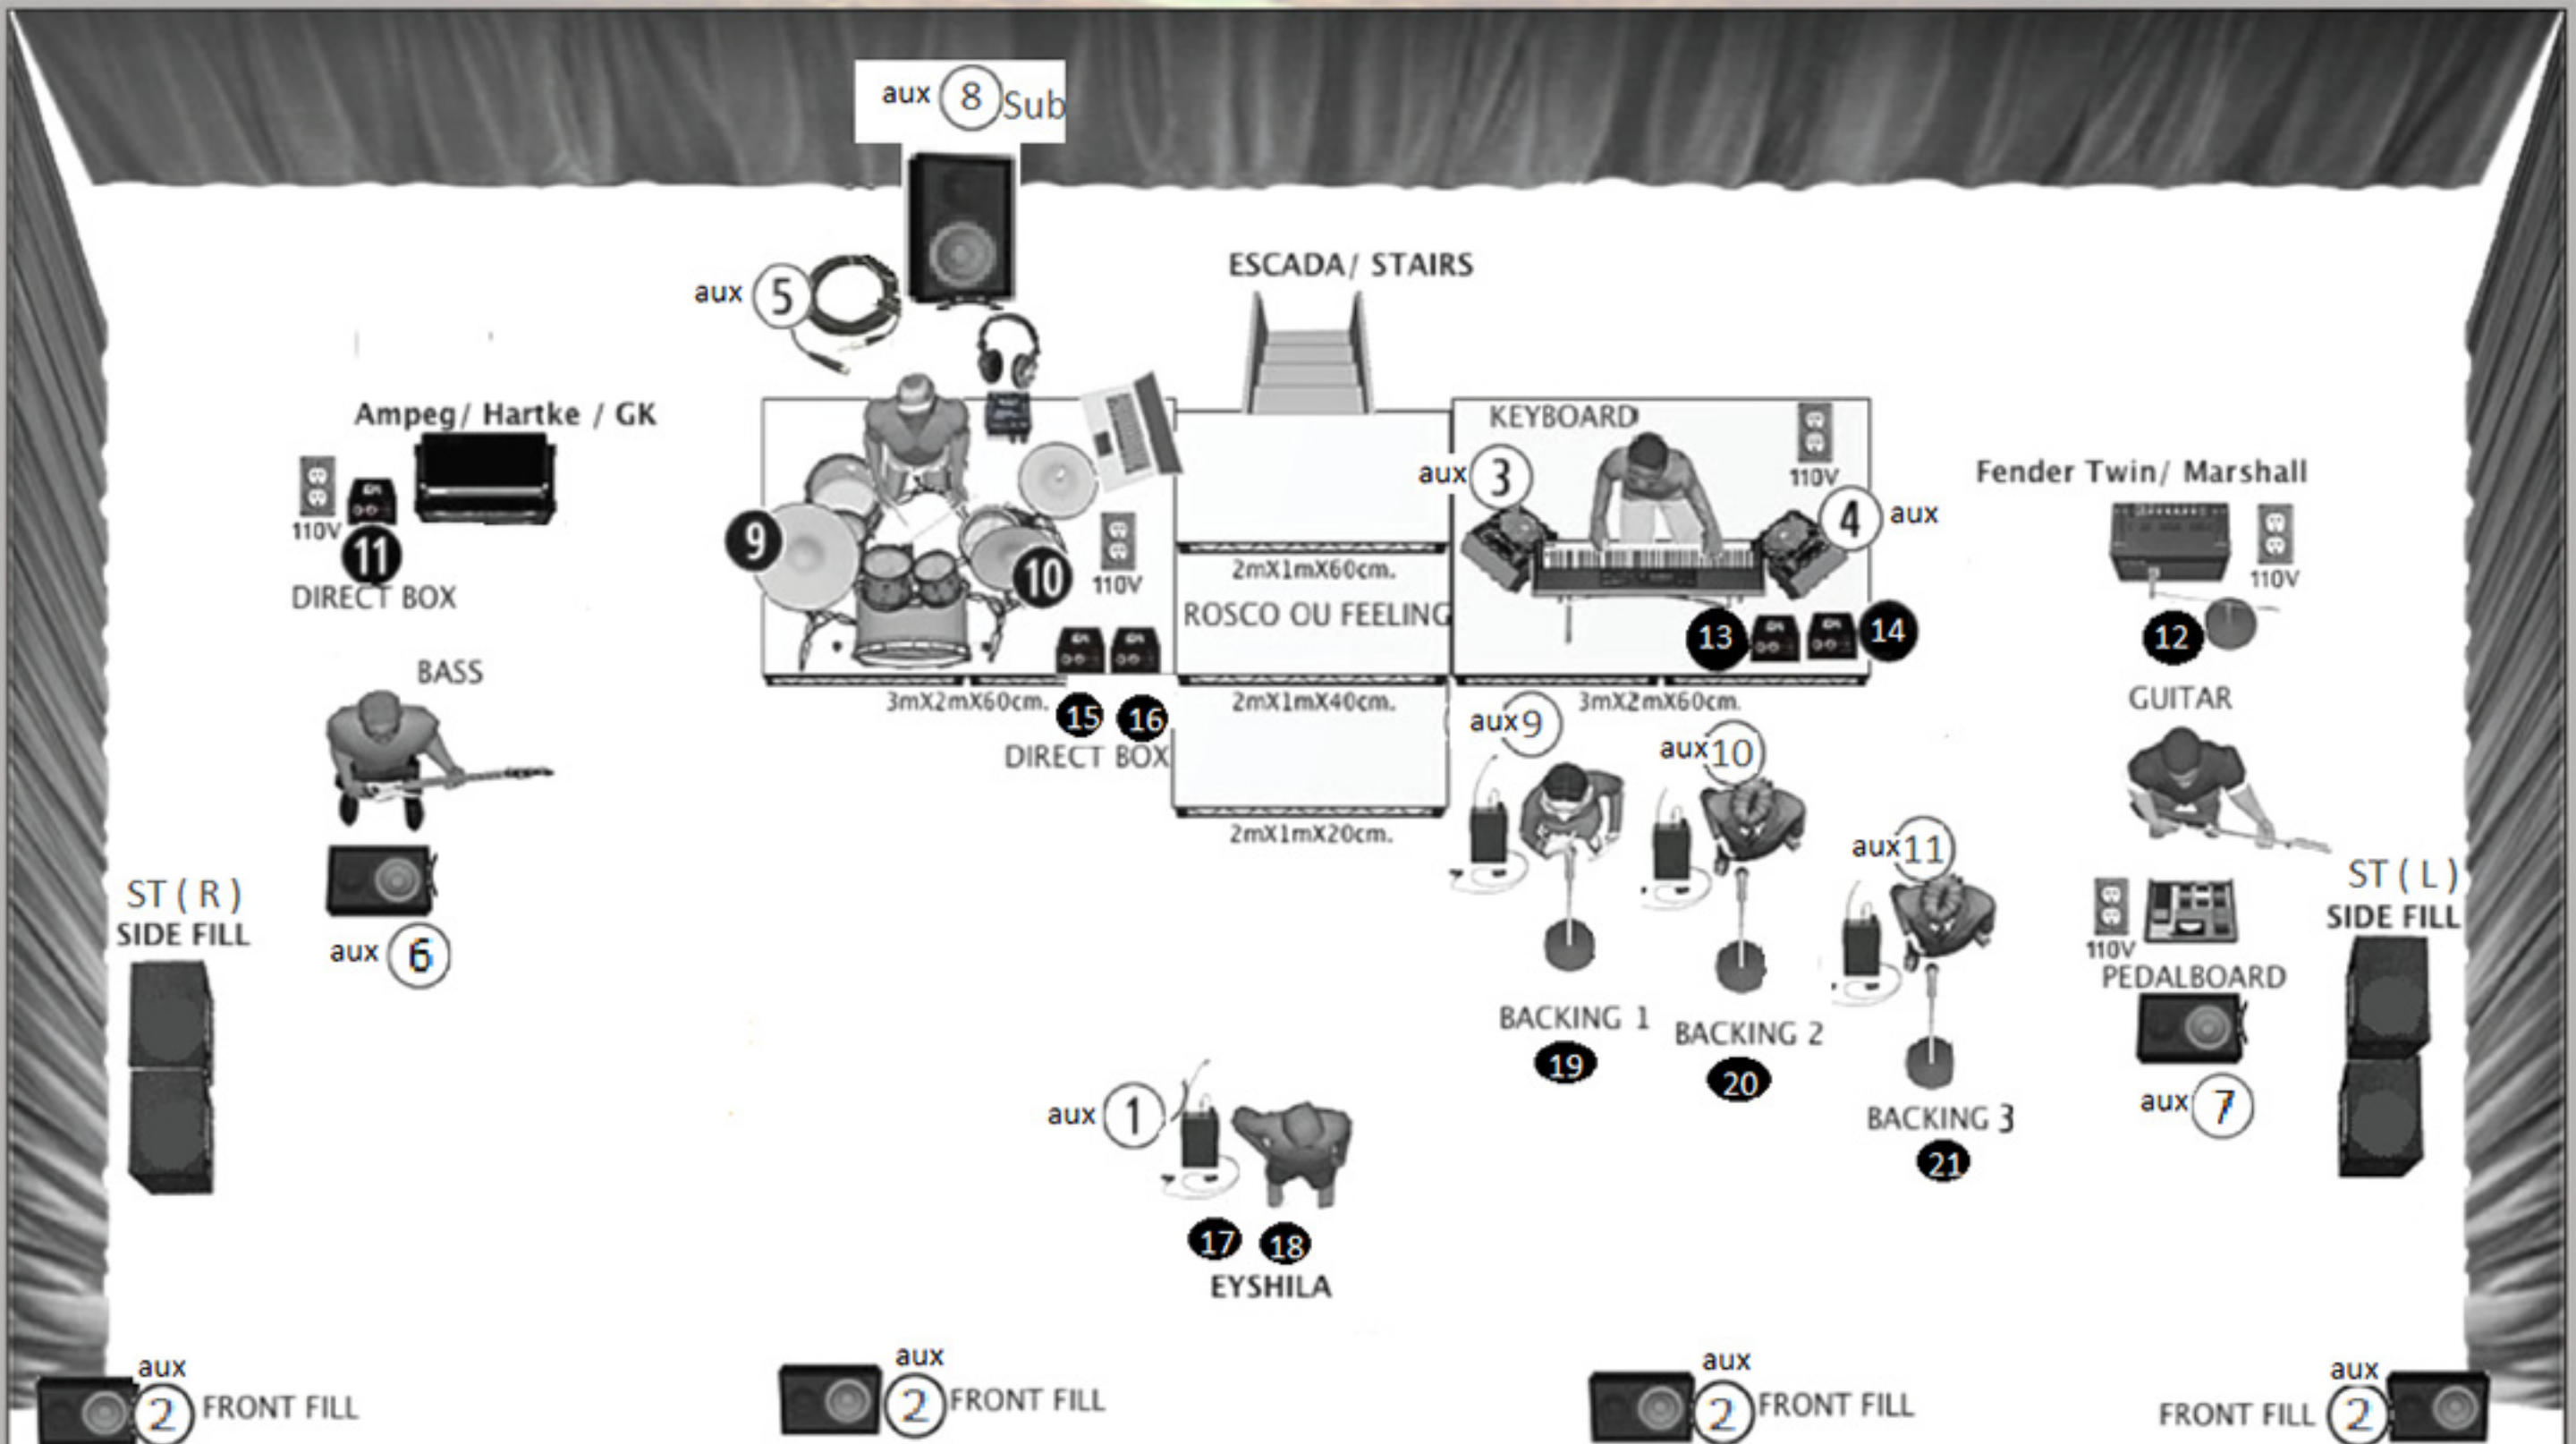 aux 8 Sub
aux 5
ESCADA/ STAIRS
Ampeg/ Hartke / GK
110V
11
DIRECT BOX
9
10
110V
3mX2mX60cm.
15 16
DIRECT BOX
2mX1mX60cm.
ROSCO OU FEELING
2mX1mX40cm.
2mX1mX20cm.
KEYBOARD
aux 3
110V
4 aux
13
14
3mX2mX60cm.
Fender Twin/ Marshall
110V
12
GUITAR
BASS
aux 6
ST ( R )
SIDE FILL
aux 9
aux 10
aux 11
BACKING 1
19
BACKING 2
20
BACKING 3
21
110V
PEDALBOARD
aux 7
ST ( L )
SIDE FILL
aux 1
17 18
EYSHILA
aux
2 FRONT FILL
aux
2 FRONT FILL
aux
2 FRONT FILL
aux
FRONT FILL 2